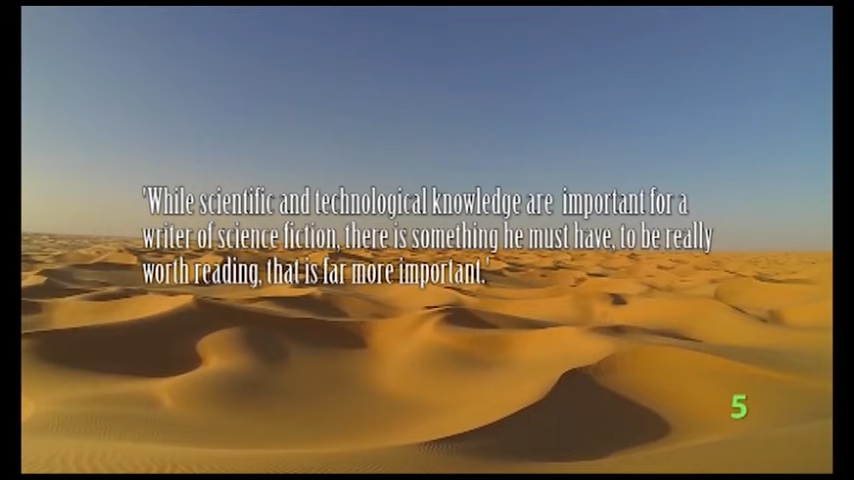 'While scientific and technological knowledge are  important for a
writer of science fiction, there is something he must have, to be really
worth reading, that is far more important.'
5